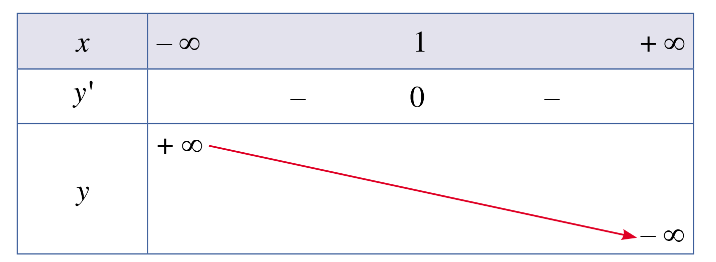 x − ∞ 1 + ∞
y' − 0 −
+ ∞
y
− ∞